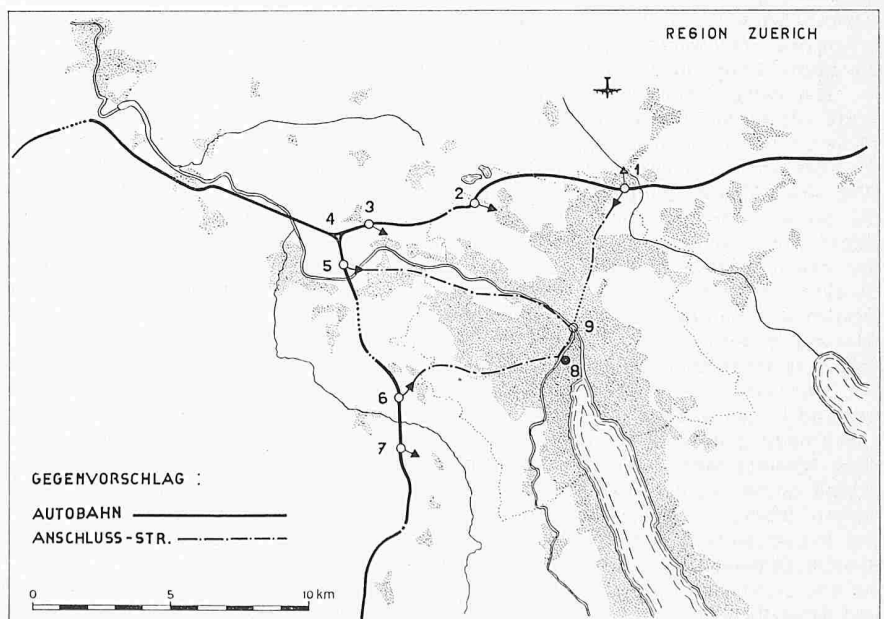 REGION ZUERICH
1
2
3
4
5
9
8
6
7
GEGENVORSCHLAG :
AUTOBAHN
ANSCHLUSS-STR.
0 5 10 km